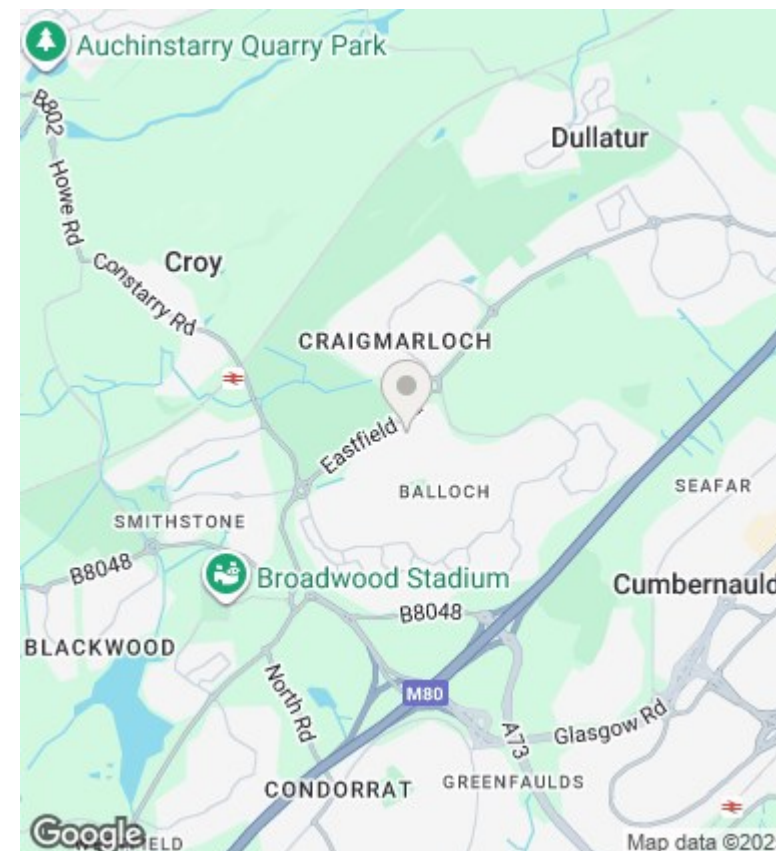 Auchinstarry Quarry Park
B802
Dullatur
Howe Rd
Croy
Constarry Rd
CRAIGMARLOCH
Eastfield
BALLOCH
SEAFAR
SMITHSTONE
B8048
Broadwood Stadium
Cumbernauld
B8048
BLACKWOOD
North Rd
M80
A73
Glasgow Rd
GREENFAULDS
CONDORRAT
Google
Map data ©202